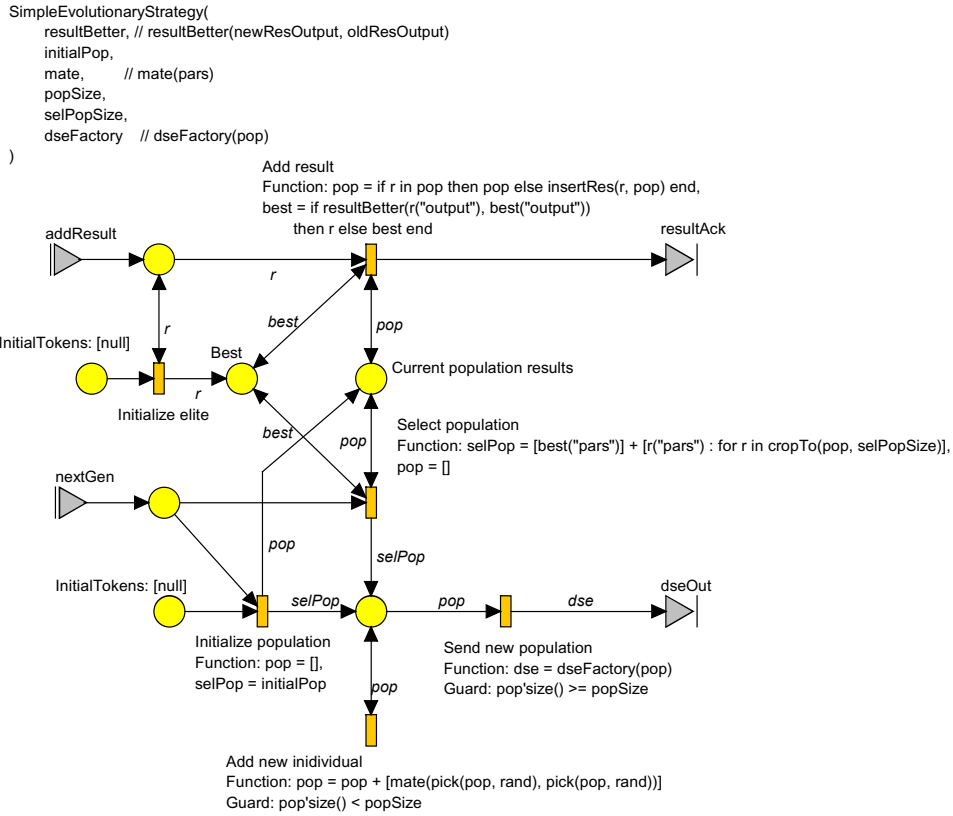 SimpleEvolutionaryStrategy(
resultBetter, // resultBetter(newResOutput, oldResOutput)
initialPop,
mate, // mate(pars)
popSize,
selPopSize,
dseFactory // dseFactory(pop)
)
Add result
Function: pop = if r in pop then pop else insertRes(r, pop) end,
best = if resultBetter(r("output"), best("output"))
then r else best end
addResult
resultAck
r
best
pop
r
InitialTokens: [null]
Best
Current population results
r
Initialize elite
best
pop
Select population
Function: selPop = [best("pars")] + [r("pars") : for r in cropTo(pop, selPopSize)],
pop = []
nextGen
pop
selPop
InitialTokens: [null]
dseOut
selPop
pop
dse
Initialize population
Function: pop = [],
selPop = initialPop
Send new population
Function: dse = dseFactory(pop)
Guard: pop'size() >= popSize
pop
Add new inidividual
Function: pop = pop + [mate(pick(pop, rand), pick(pop, rand))]
Guard: pop'size() < popSize